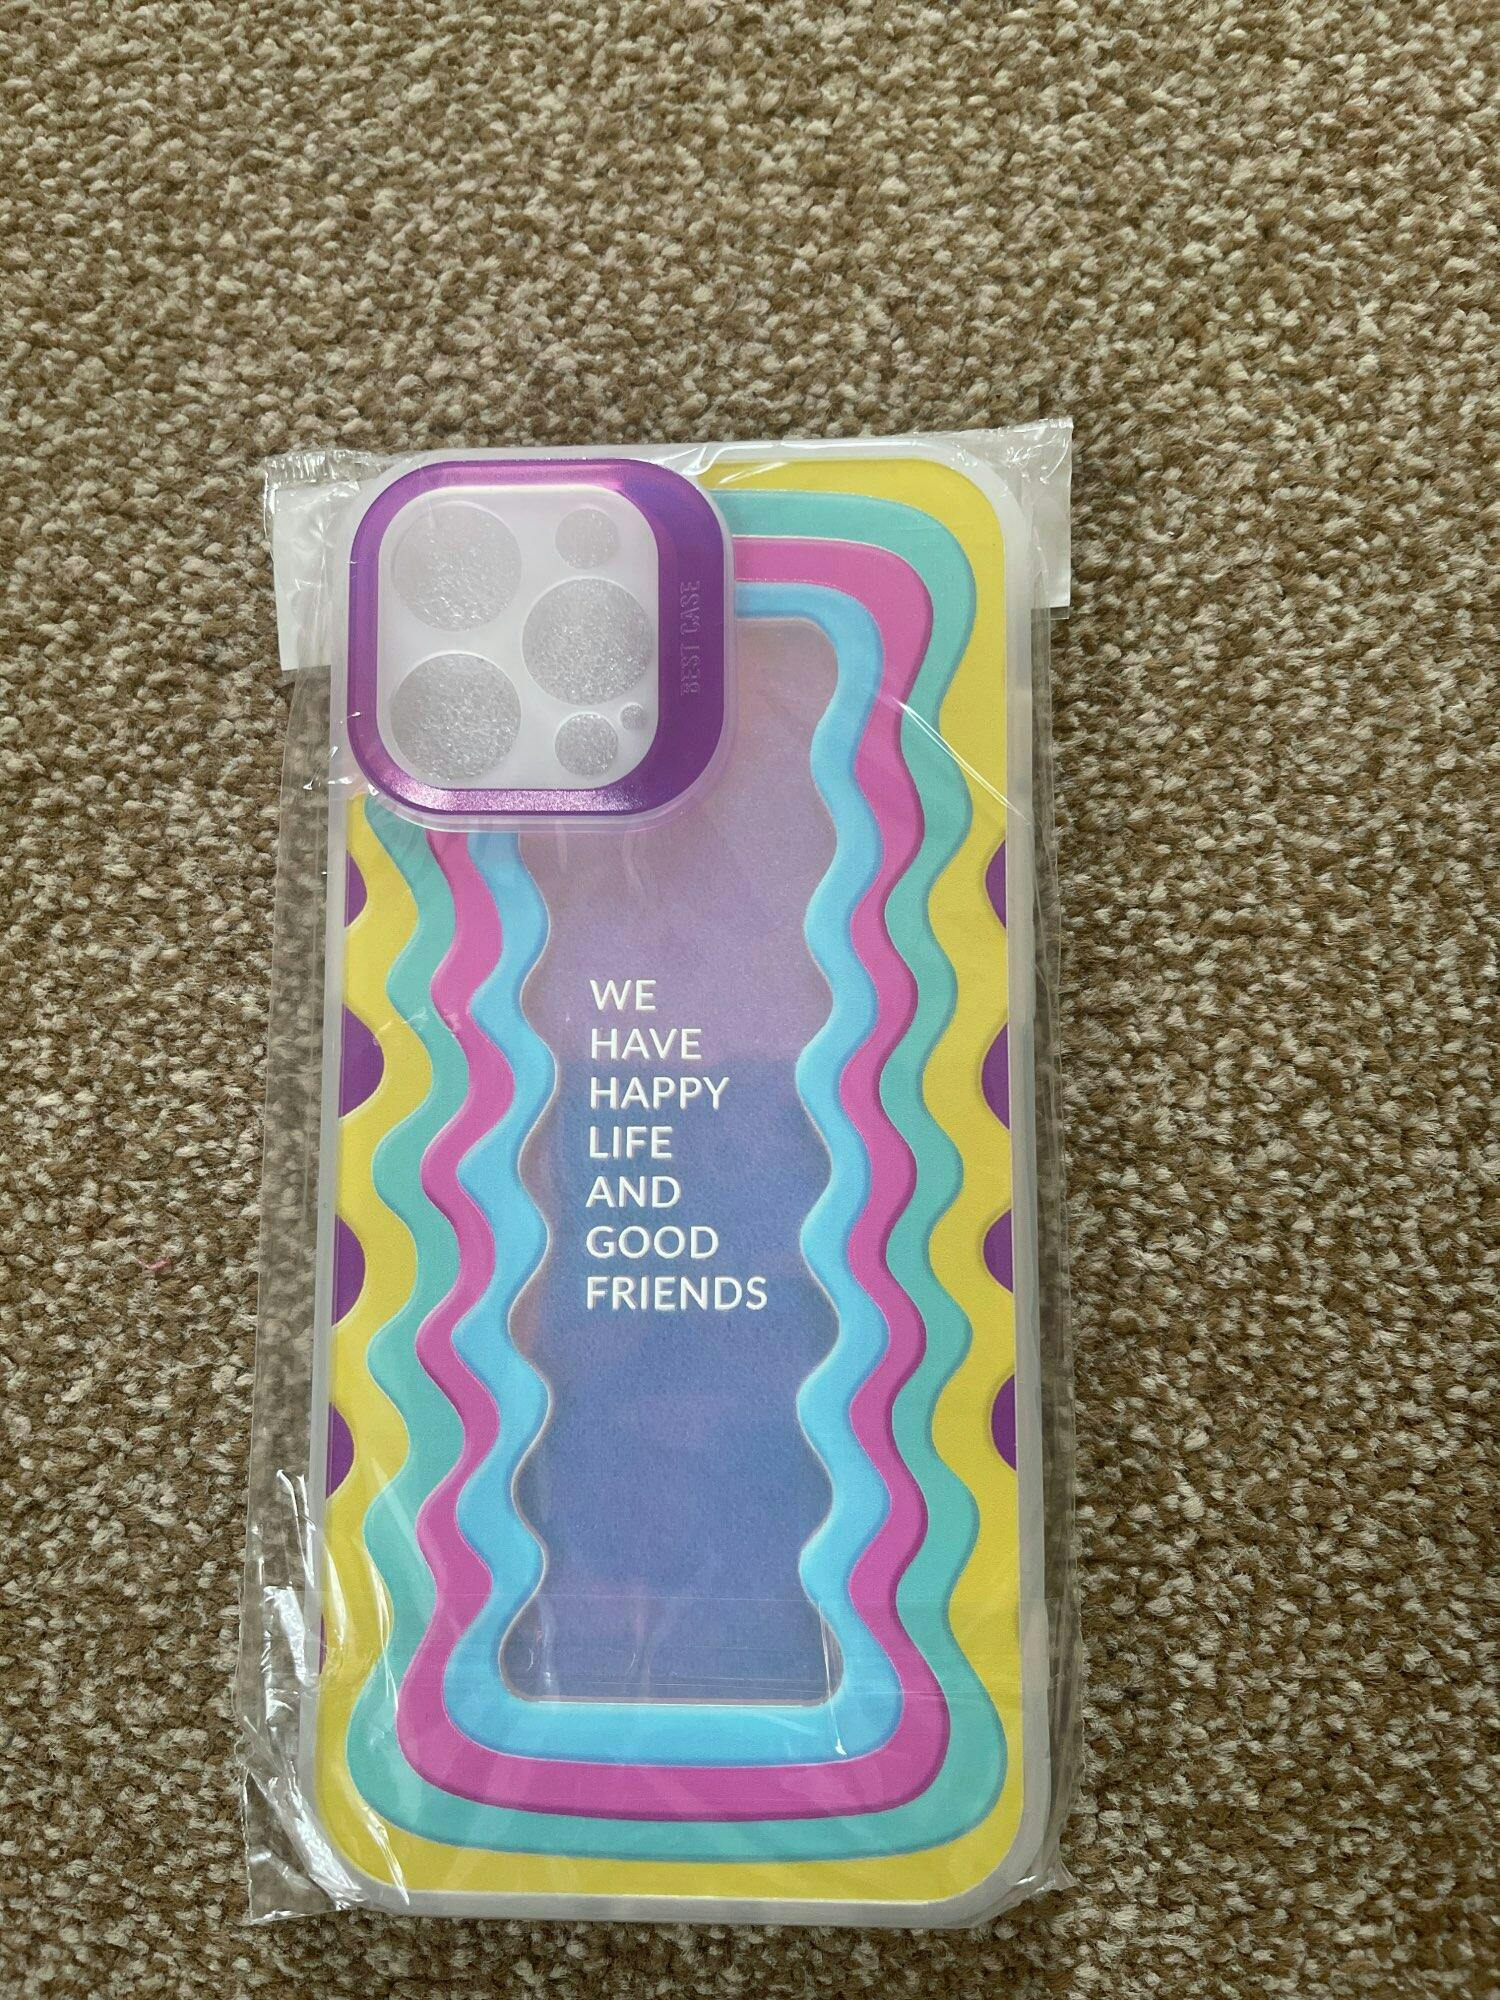 BEST CASE
WE
HAVE
HAPPY
LIFE
AND
GOOD
FRIENDS